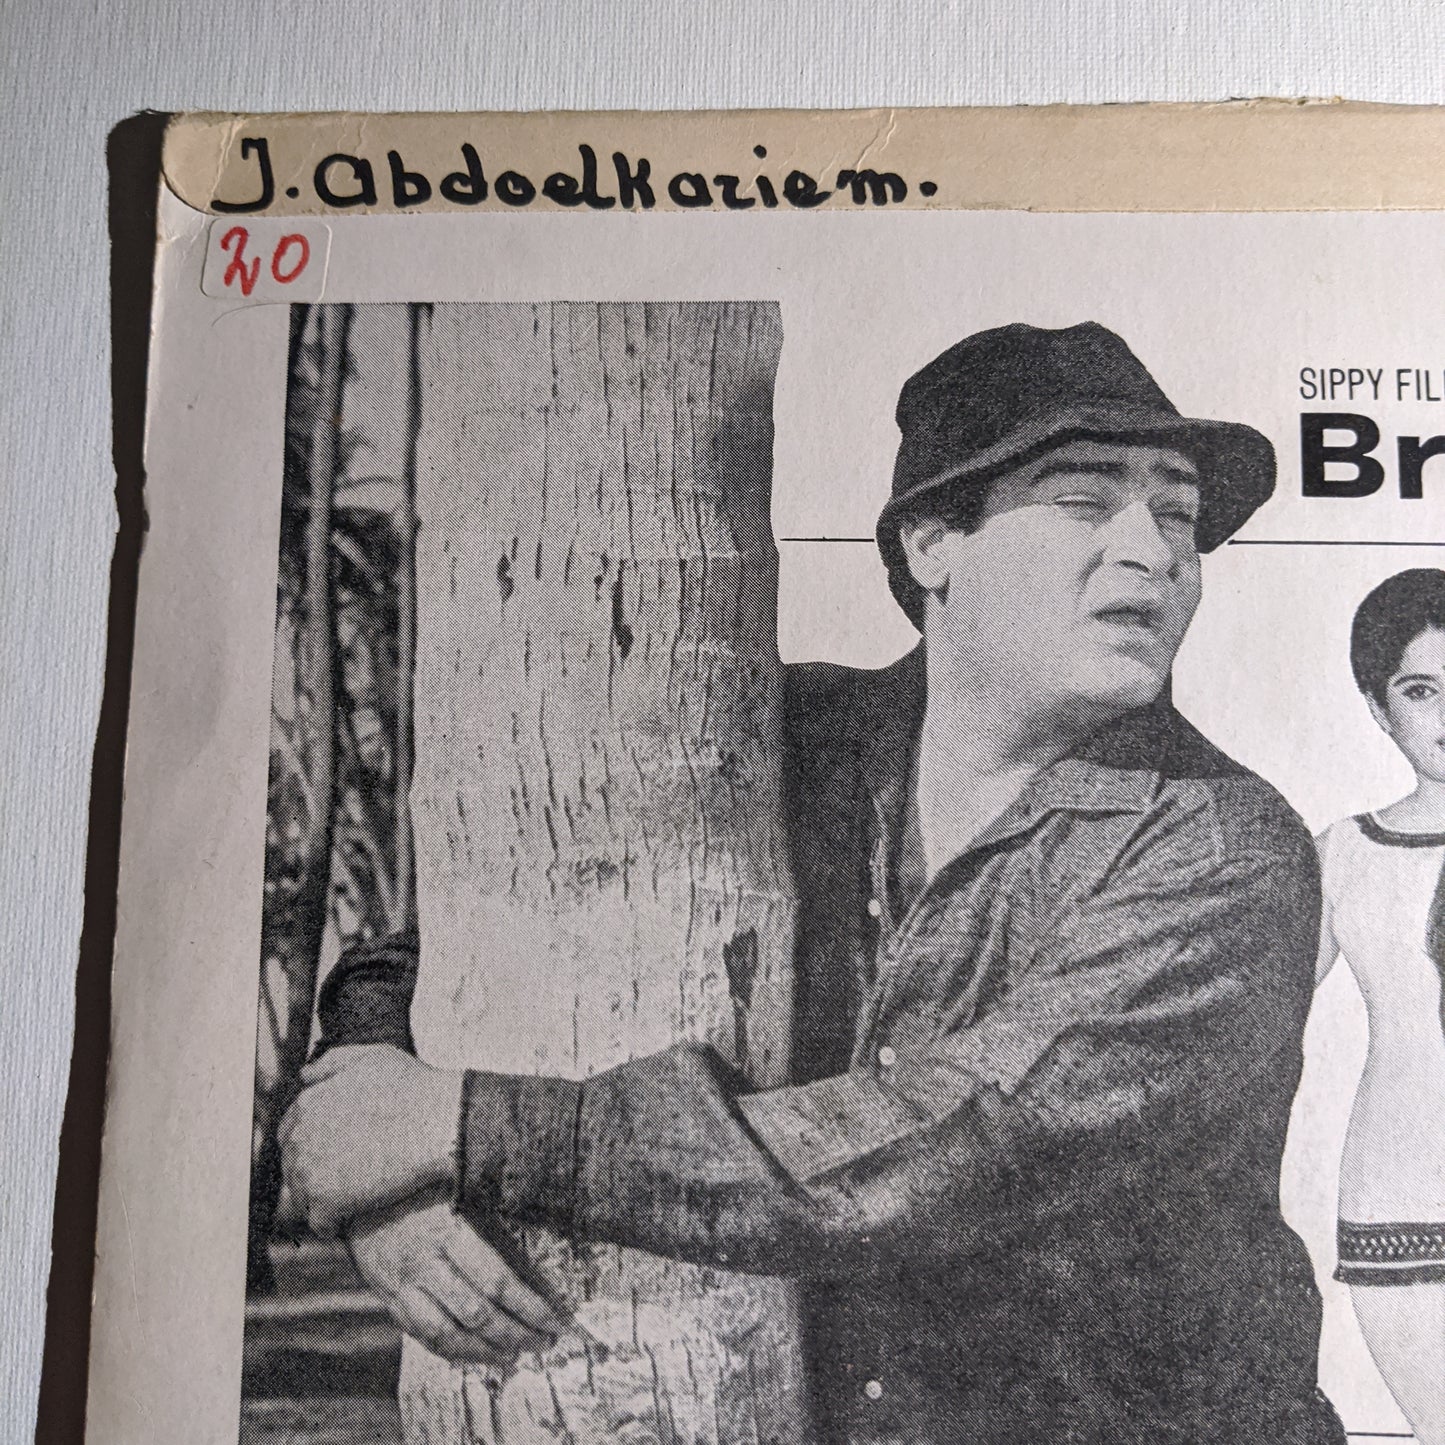 J. Abdoelkariem.
20
SIPPY FIL
Br